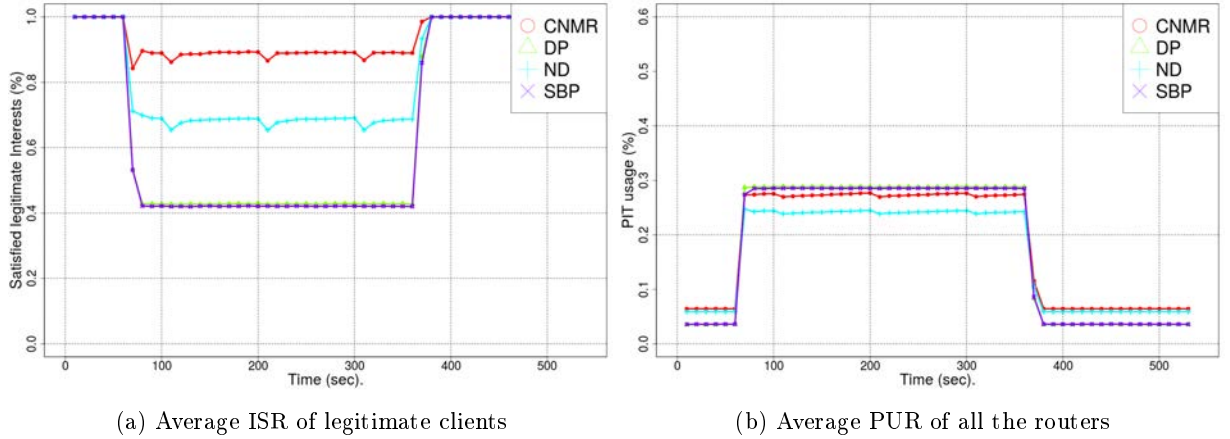 Satisfied legitimate Interests (%)
1.0
0.8
0.6
0.4
0.2
0.0
CNMR
DP
ND
SBP
0
100
200
300
400
500
Time (sec).
(a) Average ISR of legitimate clients
PIT usage (%)
0.6
0.5
0.4
0.3
0.2
0.1
0.0
CNMR
DP
ND
SBP
0
100
200
300
400
500
Time (sec).
(b) Average PUR of all the routers